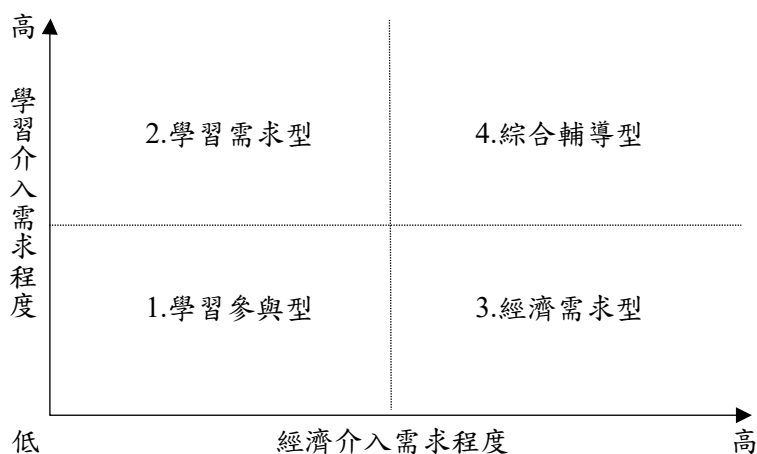 高
學習介入需求程度
2.學習需求型
4.綜合輔導型
1.學習參與型
3.經濟需求型
低
經濟介入需求程度
高